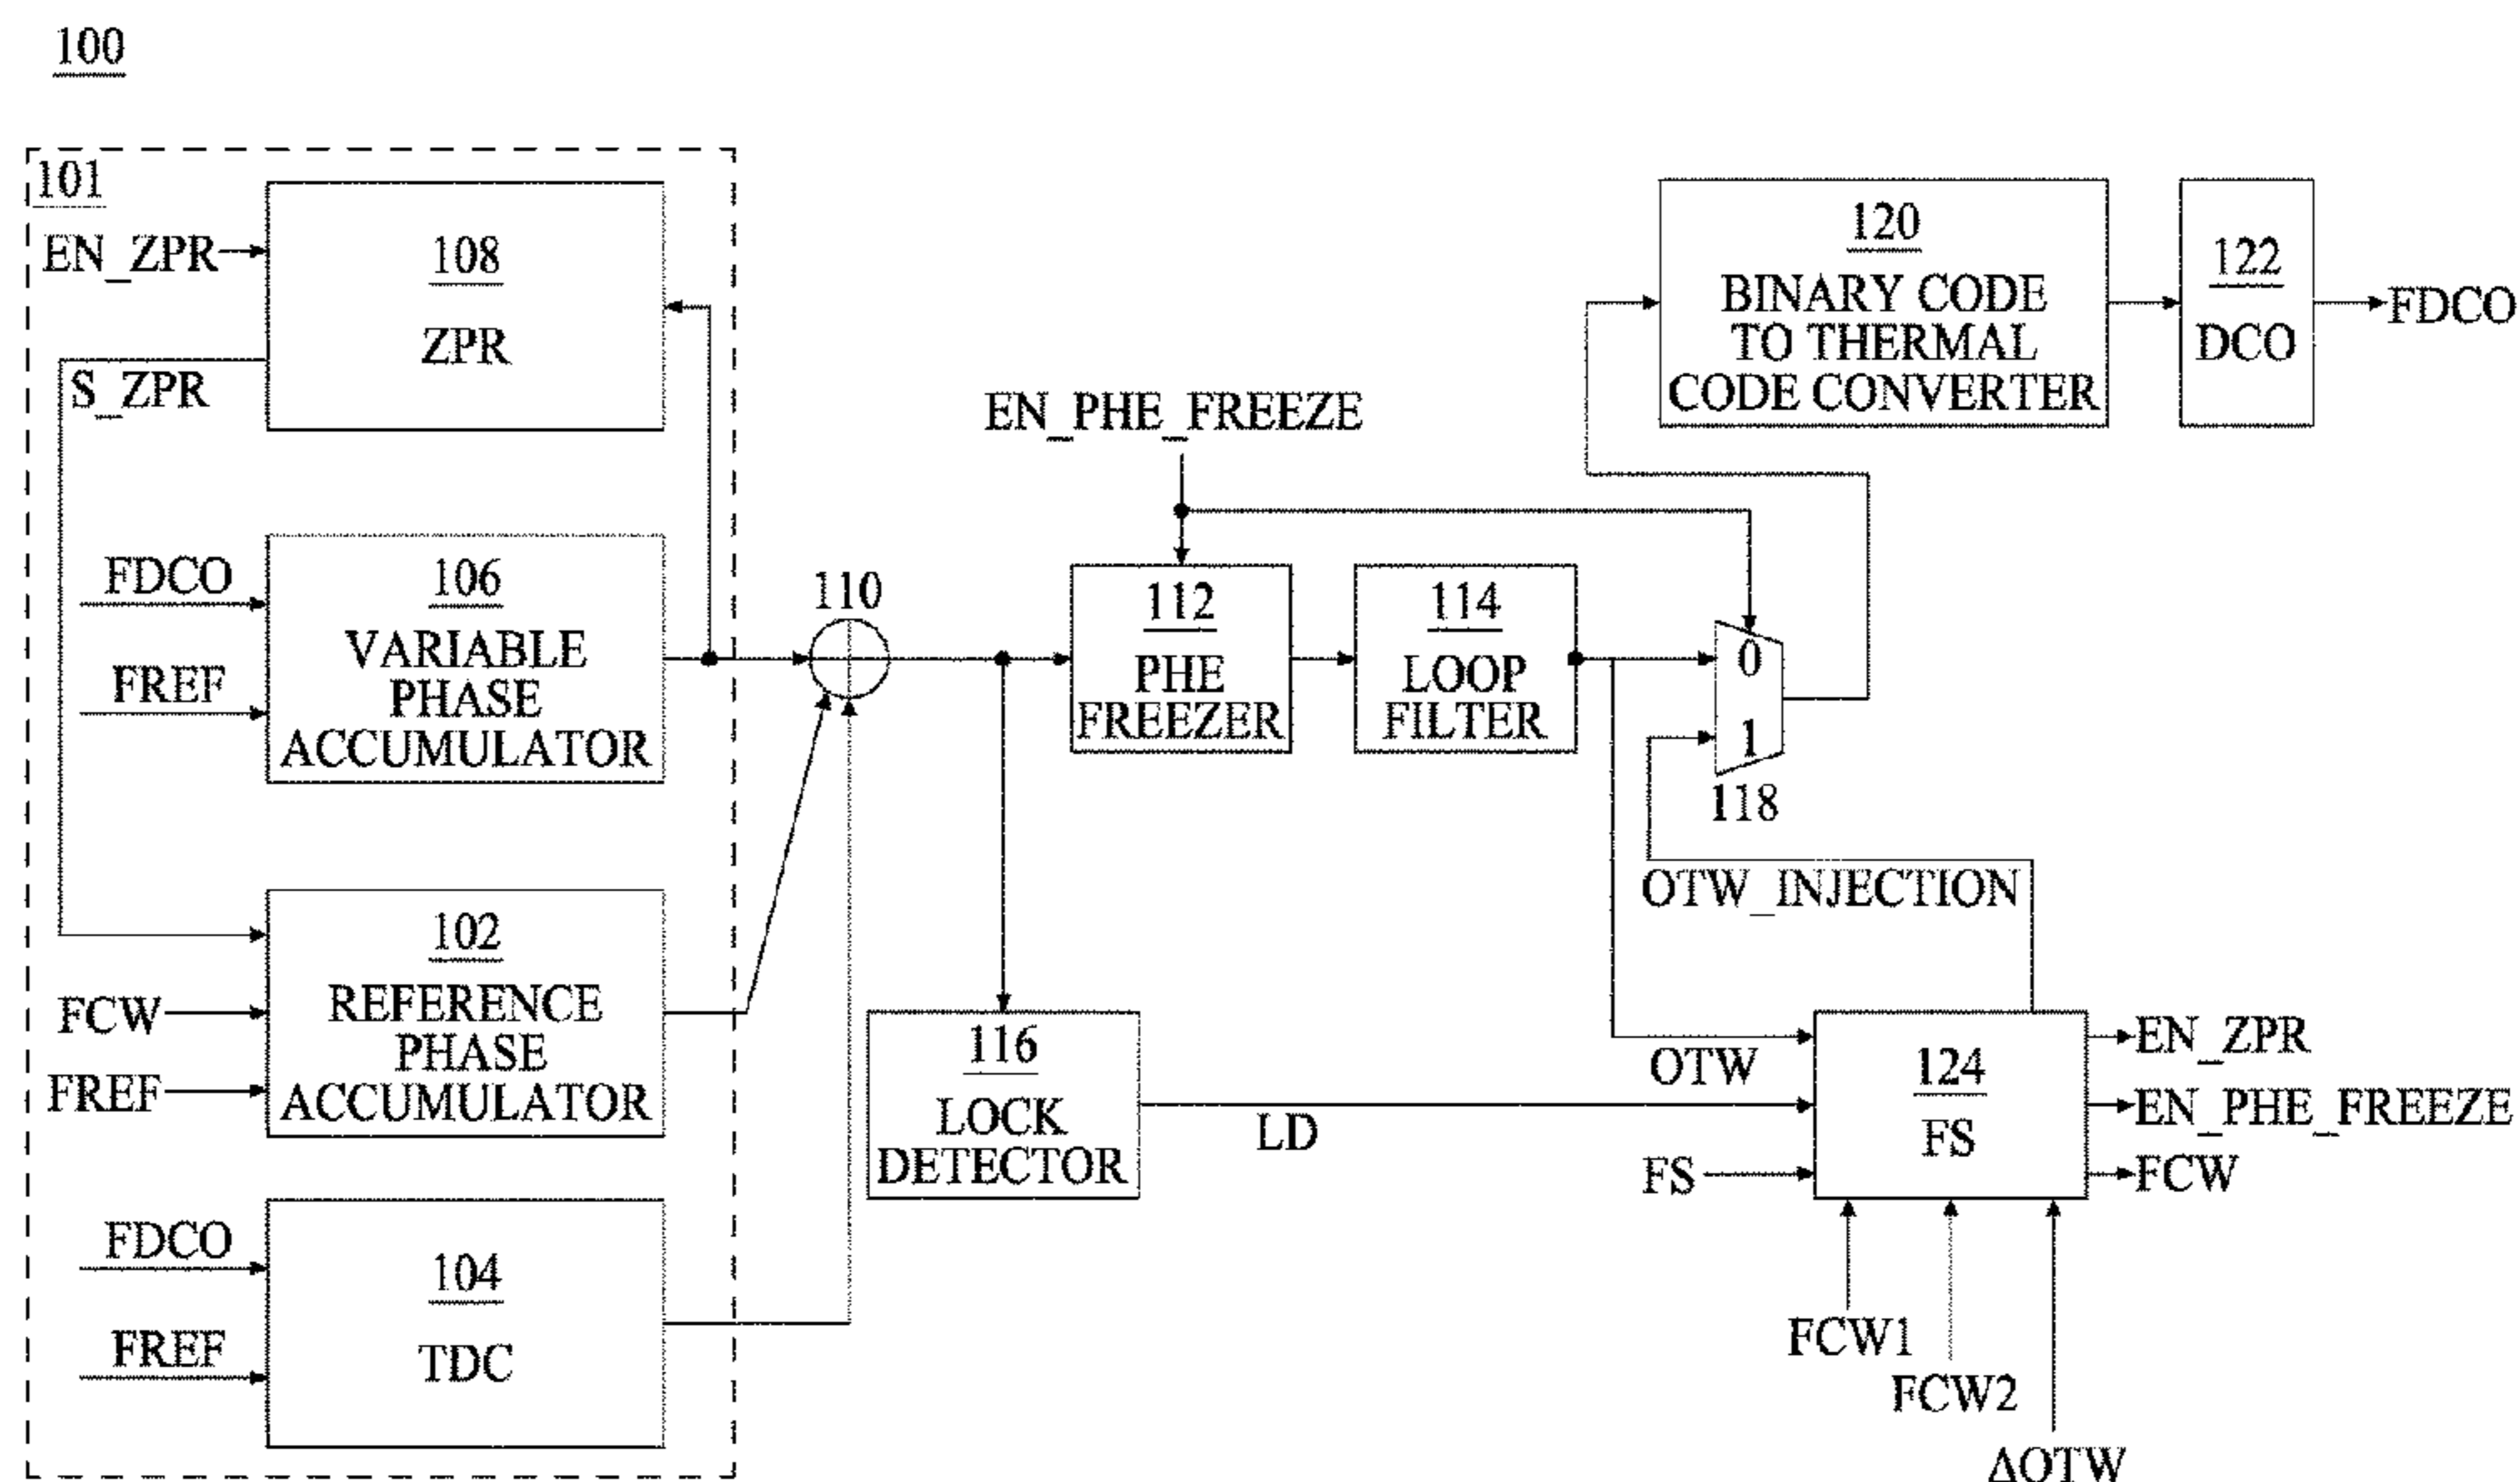 100
101
EN_ZPR
108
ZPR
S_ZPR
120
BINARY CODE
TO THERMAL
CODE CONVERTER
122
DCO
FDCO
EN_PHE_FREEZE
FDCO
FREF
106
VARIABLE
PHASE
ACCUMULATOR
110
112
PHE
FREEZER
114
LOOP
FILTER
0
1
118
OTW_INJECTION
FCW
FREF
102
REFERENCE
PHASE
ACCUMULATOR
116
LOCK
DETECTOR
LD
OTW
FS
124
FS
EN_ZPR
EN_PHE_FREEZE
FCW
FDCO
FREF
104
TDC
FCW1
FCW2
ΔOTW